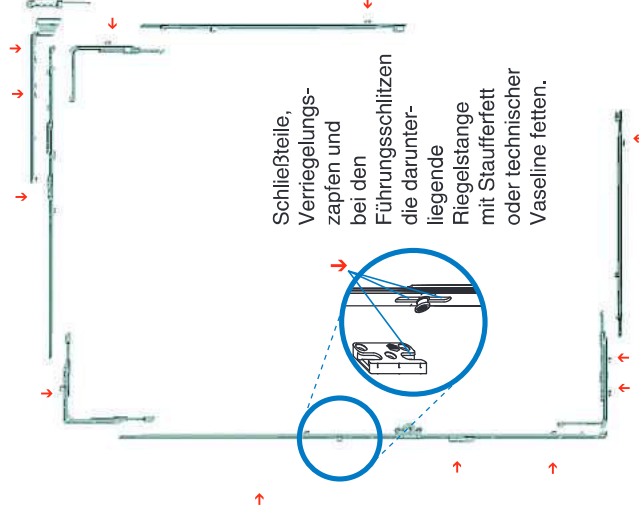 Schließteile,
Verriegelungs-
zapfen und
bei den
Führungsschlitzen
die darunter-
liegende
Riegelstange
mit Staufferfett
oder technischer
Vaseline fetten.